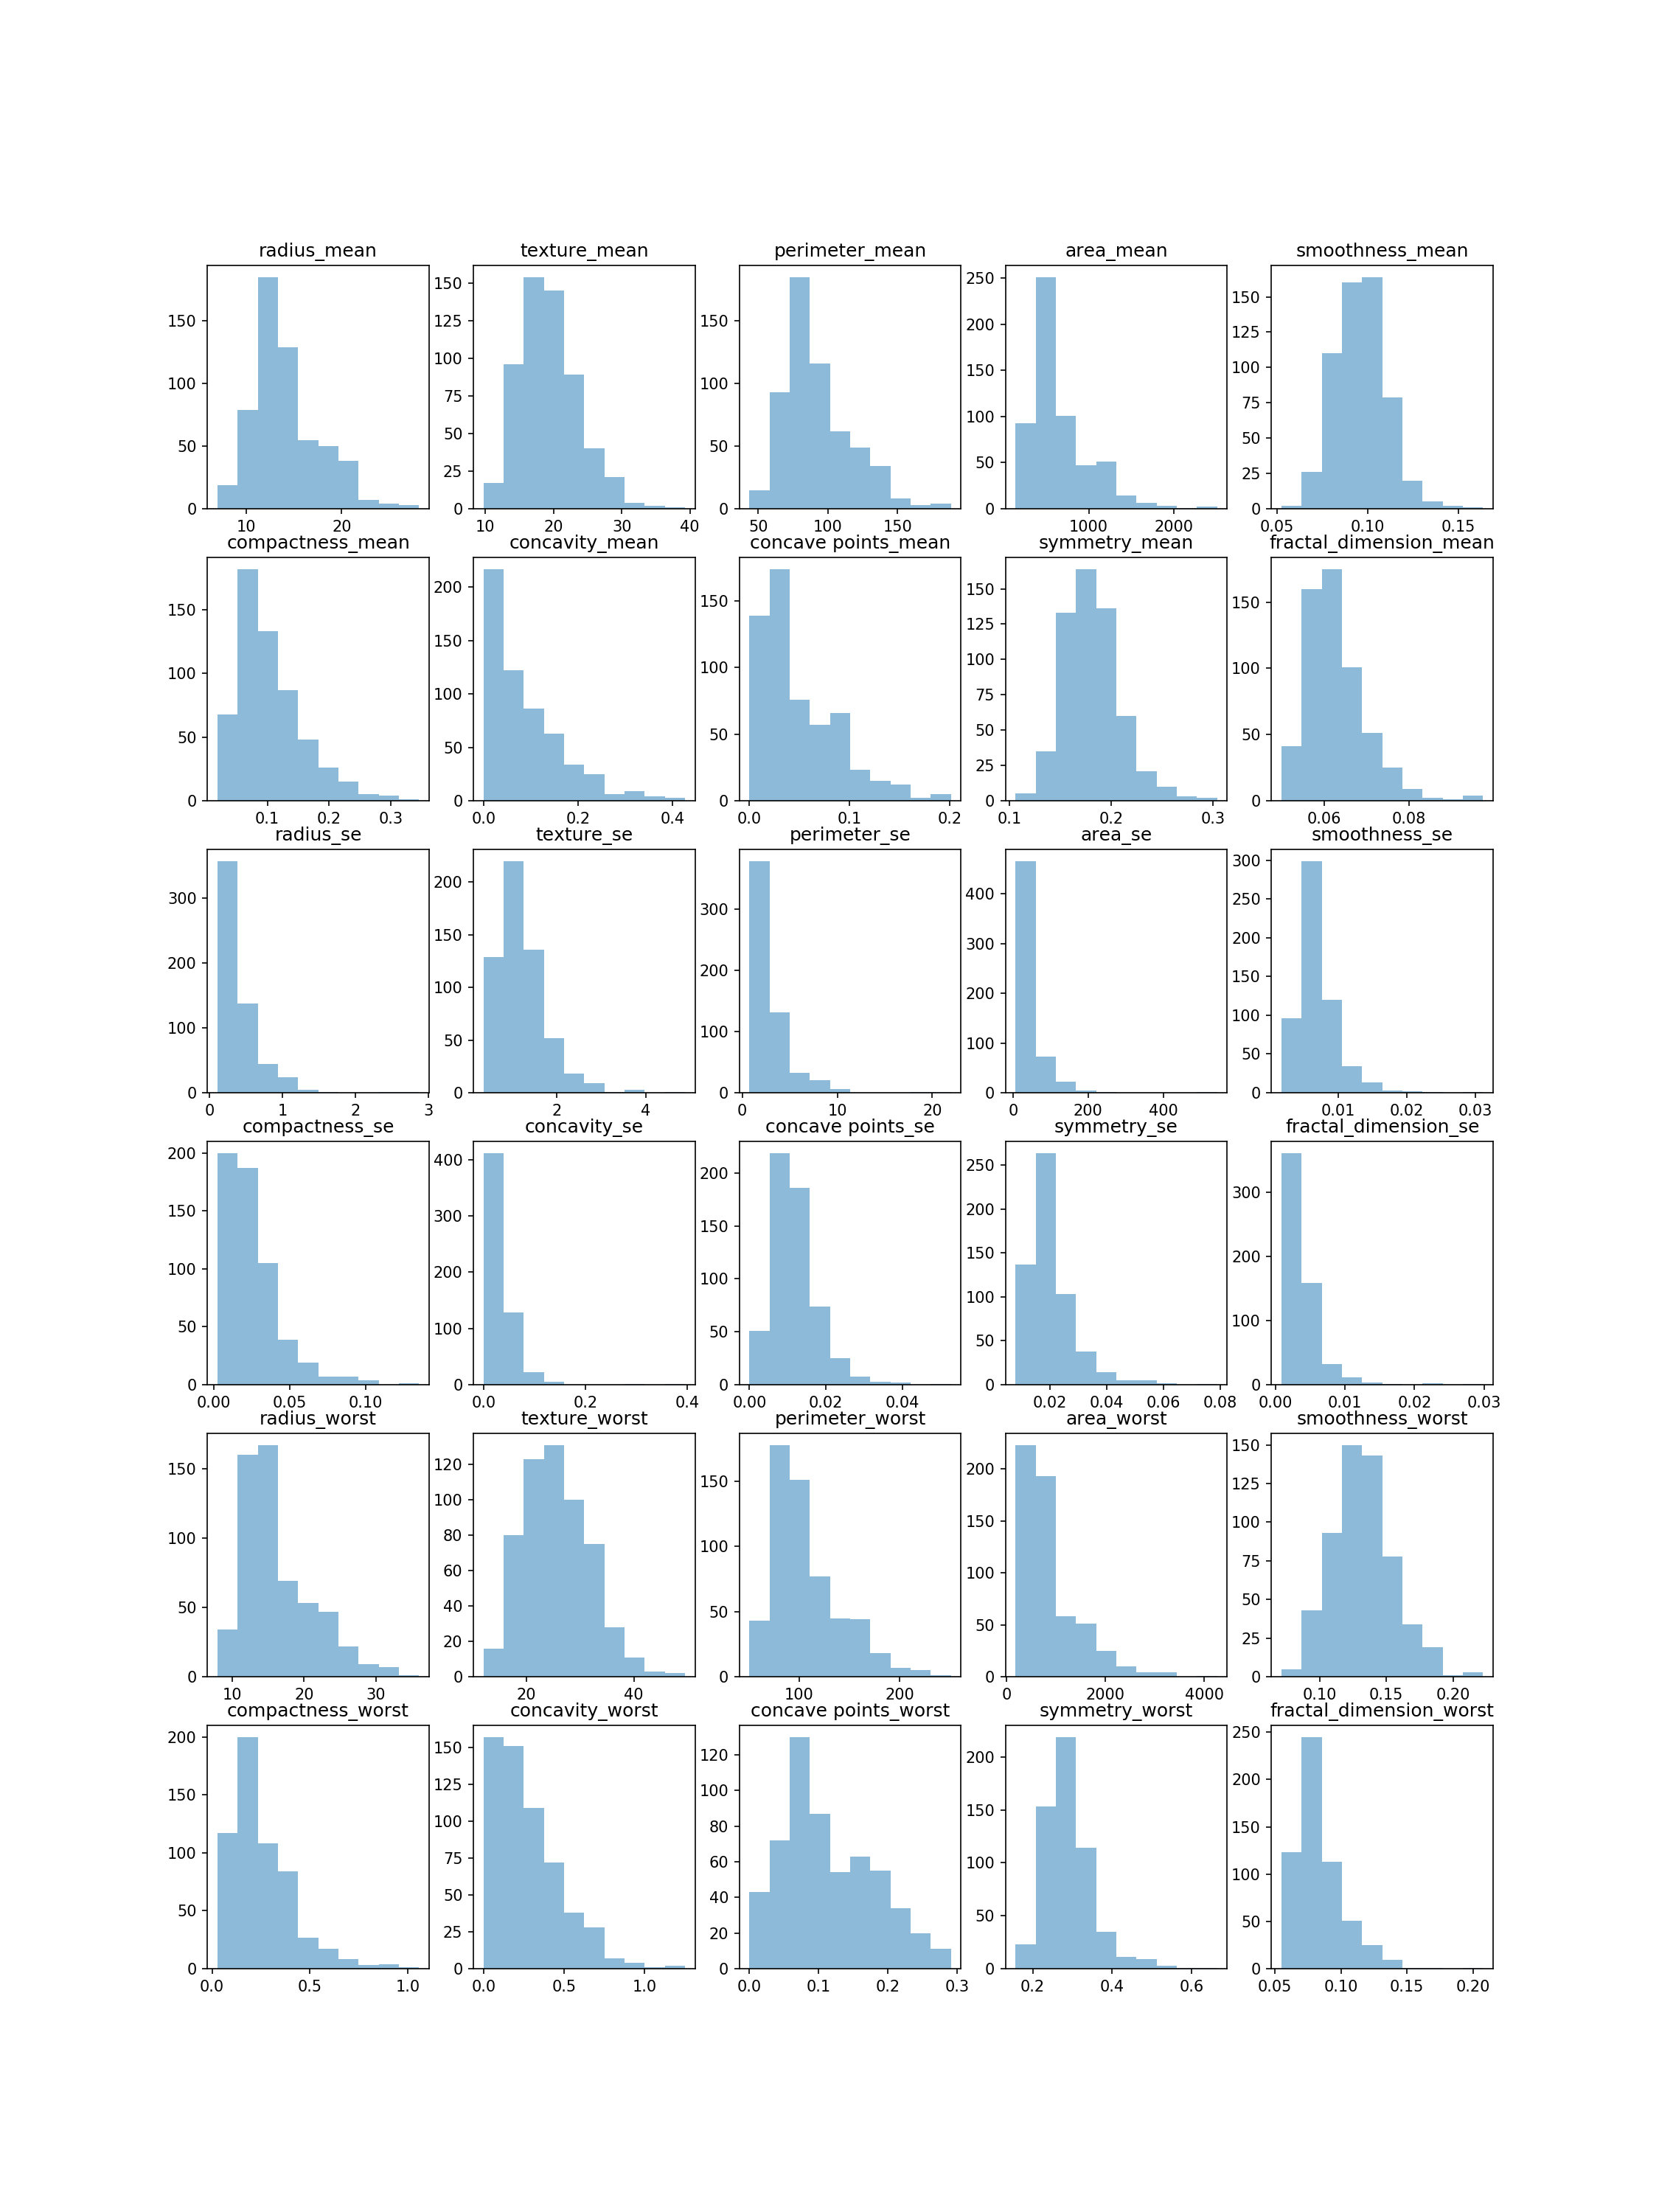 radius_mean texture_mean perimeter_mean area_mean smoothness_mean
150 100 50 0
10 20
150 125 100 75 50 25 0
10 20 30 40
150 100 50 0
50 100 150
250 200 150 100 50 0
1000 2000
150 125 100 75 50 25 0
0.05 0.10 0.15
compactness_mean concavity_mean concave points_mean symmetry_mean fractal_dimension_mean
150 100 50 0
0.1 0.2 0.3
200 150 100 50 0
0.0 0.2 0.4
150 100 50 0
0.0 0.1 0.2
150 125 100 75 50 25 0
0.1 0.2 0.3
150 100 50 0
0.06 0.08
radius_se texture_se perimeter_se area_se smoothness_se
300 200 100 0
0 1 2 3
200 150 100 50 0
2 4
300 200 100 0
0 10 20
400 300 200 100 0
0 200 400
300 250 200 150 100 50 0
0.01 0.02 0.03
compactness_se concavity_se concave points_se symmetry_se fractal_dimension_se
200 150 100 50 0
0.00 0.05 0.10
400 300 200 100 0
0.0 0.2 0.4
200 150 100 50 0
0.00 0.02 0.04
250 200 150 100 50 0
0.02 0.04 0.06 0.08
300 200 100 0
0.00 0.01 0.02 0.03
radius_worst texture_worst perimeter_worst area_worst smoothness_worst
150 100 50 0
10 20 30
120 100 80 60 40 20 0
20 40
150 100 50 0
100 200
200 150 100 50 0
0 2000 4000
150 125 100 75 50 25 0
0.10 0.15 0.20
compactness_worst concavity_worst concave points_worst symmetry_worst fractal_dimension_worst
200 150 100 50 0
0.0 0.5 1.0
150 125 100 75 50 25 0
0.0 0.5 1.0
120 100 80 60 40 20 0
0.0 0.1 0.2 0.3
200 150 100 50 0
0.2 0.4 0.6
250 200 150 100 50 0
0.05 0.10 0.15 0.20